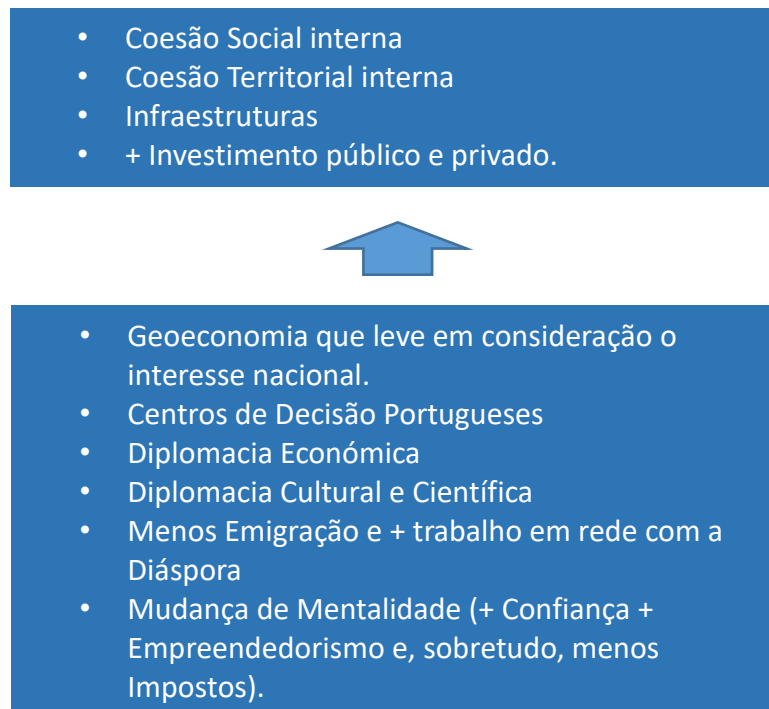 • Coesão Social interna
• Coesão Territorial interna
• Infraestruturas
• + Investimento público e privado.
• Geoeconomia que leve em consideração o
interesse nacional.
• Centros de Decisão Portugueses
• Diplomacia Económica
• Diplomacia Cultural e Científica
• Menos Emigração e + trabalho em rede com a
Diáspora
• Mudança de Mentalidade (+ Confiança +
Empreendedorismo e, sobretudo, menos
Impostos).